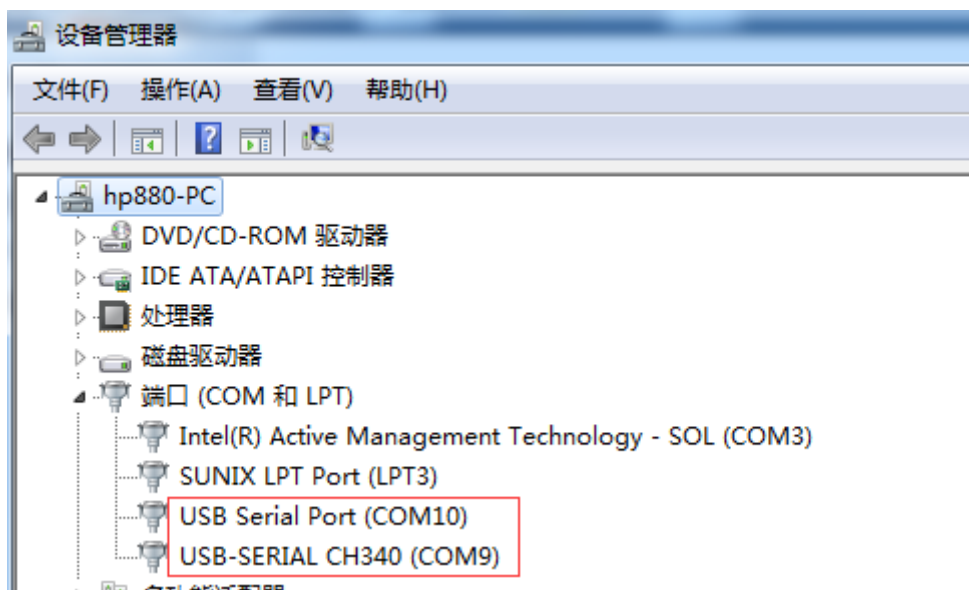 设备管理器
文件(F) 操作(A) 查看(V) 帮助(H)
hp880-PC
DVD/CD-ROM 驱动器
IDE ATA/ATAPI 控制器
处理器
磁盘驱动器
端口 (COM 和 LPT)
Intel(R) Active Management Technology - SOL (COM3)
SUNIX LPT Port (LPT3)
USB Serial Port (COM10)
USB-SERIAL CH340 (COM9)